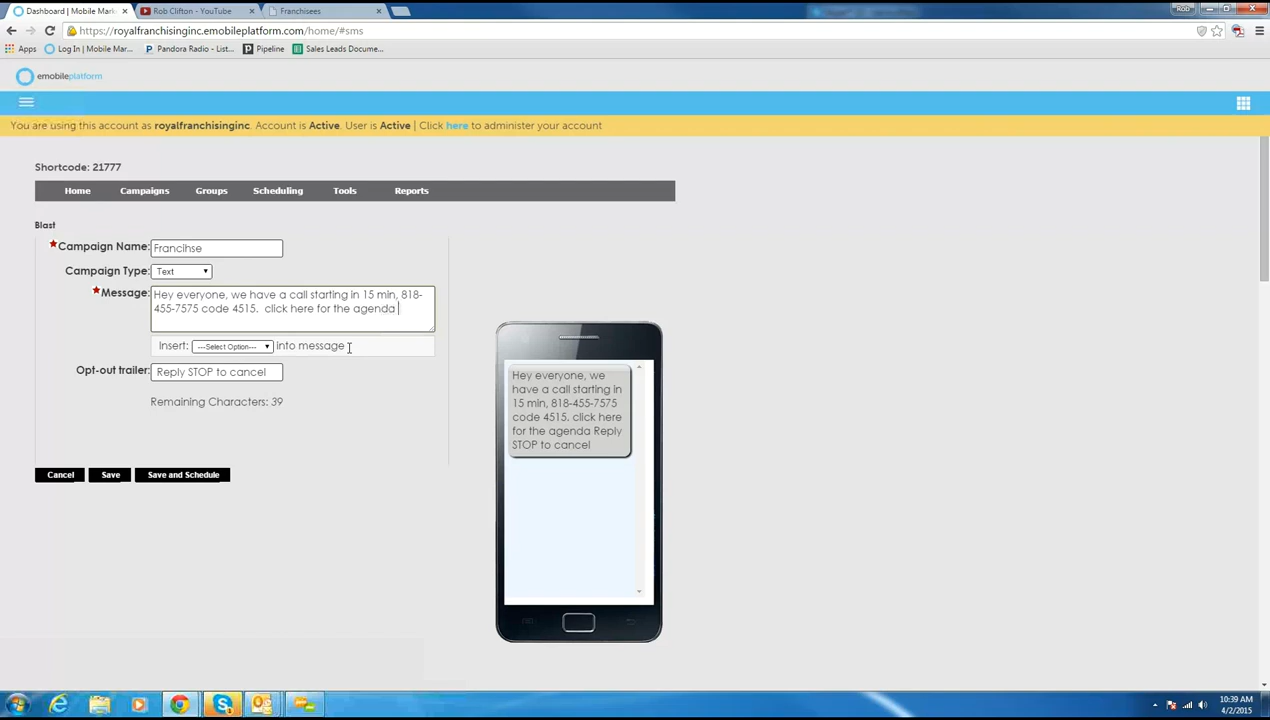 Dashboard | Mobile Mark
Rob Clifton - YouTube
Franchisees
Rob
https://royalfranchisinginc.emobileplatform.com/home/#sms
Apps
Log In | Mobile Mar...
Pandora Radio - List...
Pipeline
Sales Leads Docume...
emobileplatform
You are using this account as royalfranchisinginc. Account is Active. User is Active | Click here to administer your account
Shortcode: 21777
Home Campaigns Groups Scheduling Tools Reports
Blast
Campaign Name: Francihse
Campaign Type: Text
Message: Hey everyone, we have a call starting in 15 min, 818-
455-7575 code 4515.  click here for the agenda
Insert: ---Select Option--- into message
Opt-out trailer: Reply STOP to cancel
Remaining Characters: 39
Cancel Save Save and Schedule
Hey everyone, we
have a call starting in
15 min, 818-455-7575
code 4515. click here
for the agenda Reply
STOP to cancel
10:39 AM
4/2/2015